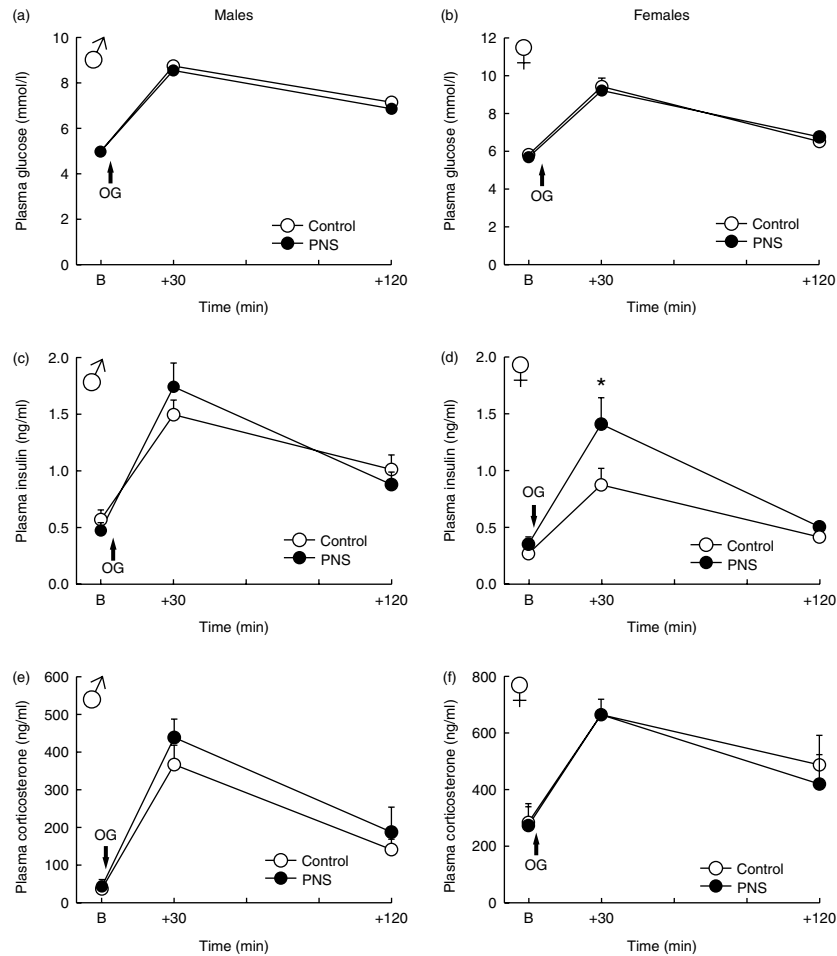 (a) Males
Plasma glucose (mmol/l)
10
8
6
4
2
0
OG
Control
PNS
B +30 +120
Time (min)
(b) Females
Plasma glucose (mmol/l)
12
10
8
6
4
2
0
OG
Control
PNS
B +30 +120
Time (min)
(c)
Plasma insulin (ng/ml)
2.0
1.5
1.0
0.5
0.0
OG
Control
PNS
B +30 +120
Time (min)
(d)
Plasma insulin (ng/ml)
2.0
1.5
1.0
0.5
0.0
*
OG
Control
PNS
B +30 +120
Time (min)
(e)
Plasma corticosterone (ng/ml)
600
500
400
300
200
100
0
OG
Control
PNS
B +30 +120
Time (min)
(f)
Plasma corticosterone (ng/ml)
800
600
400
200
0
OG
Control
PNS
B +30 +120
Time (min)